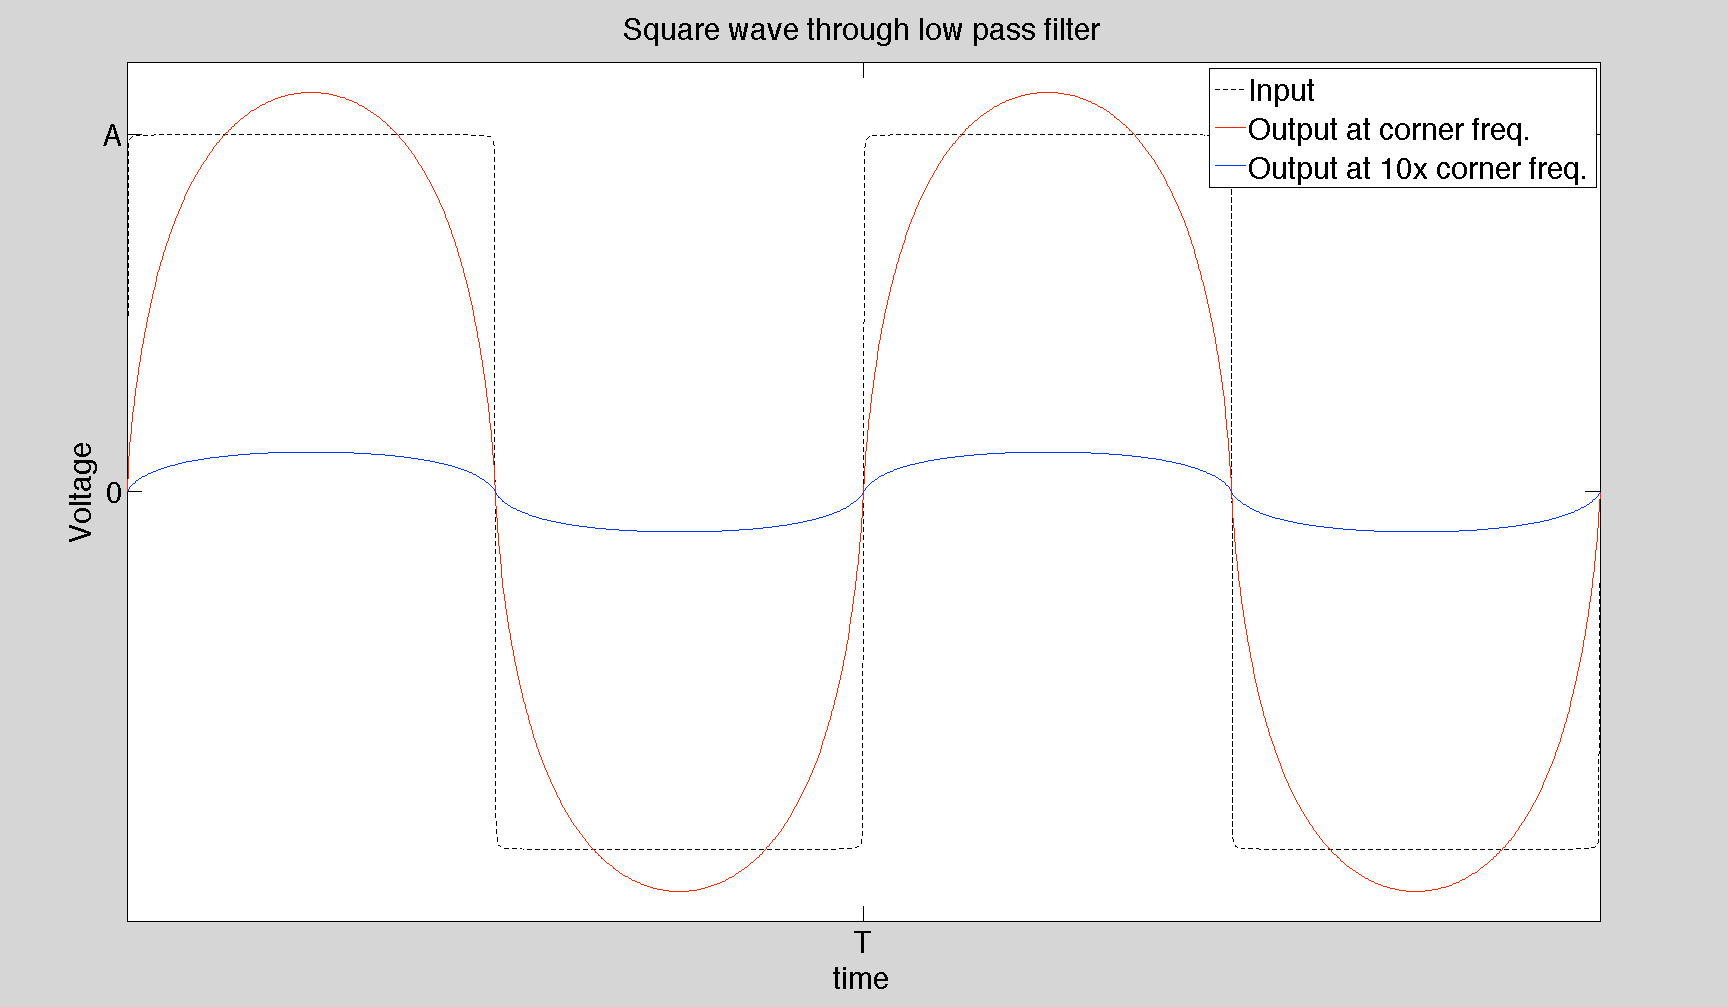 Square wave through low pass filter
Input
Output at corner freq.
Output at 10x corner freq.
A
0
Voltage
T
time